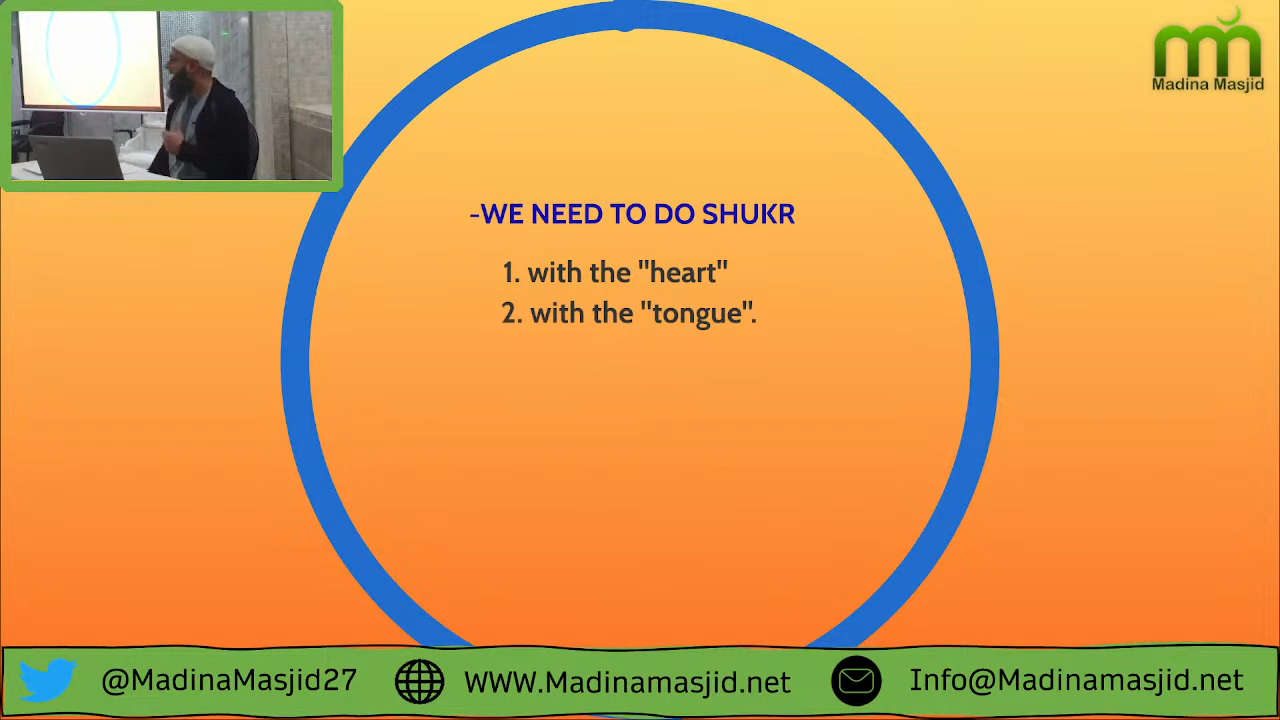 Madina Masjid
-WE NEED TO DO SHUKR
1. with the "heart"
2. with the "tongue".
@MadinaMasjid27
WWW.Madinamasjid.net
Info@Madinamasjid.net